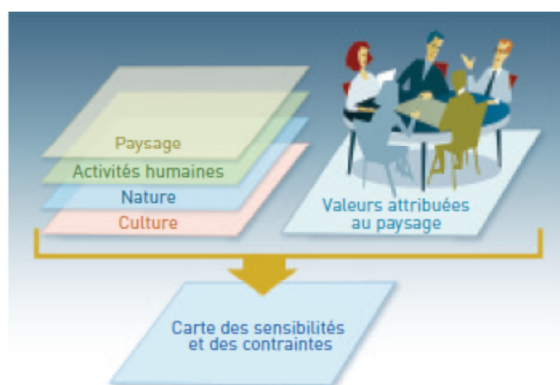 Paysage
Activités humaines
Nature
Culture
Valeurs attribuées
au paysage
Carte des sensibilités
et des contraintes